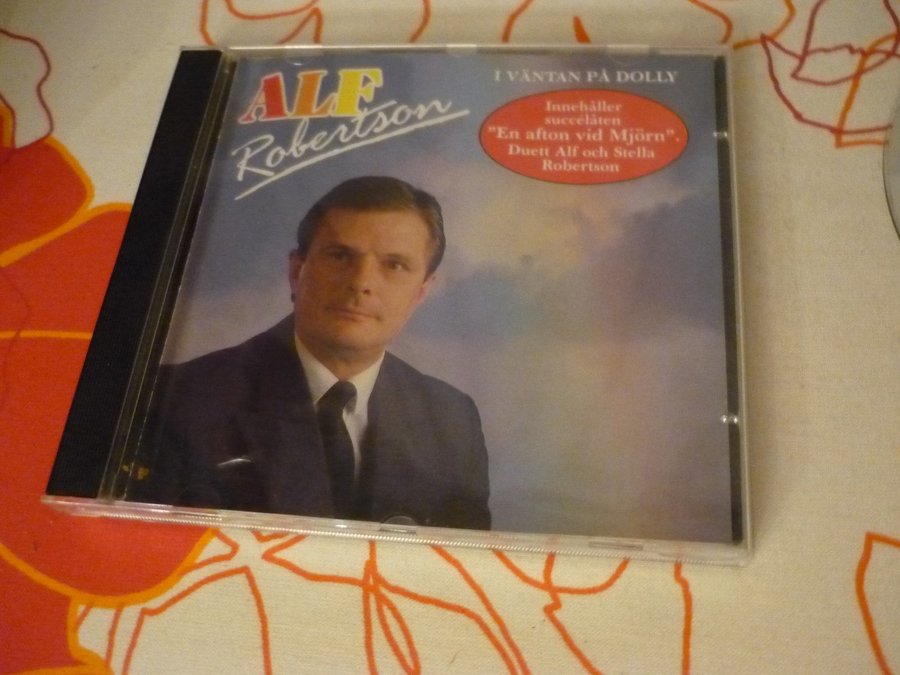 ALF
Robertson
I VÄNTAN PÅ DOLLY
Innehåller
succélåten
"En afton vid Mjörn".
Duett Alf och Stella
Robertson